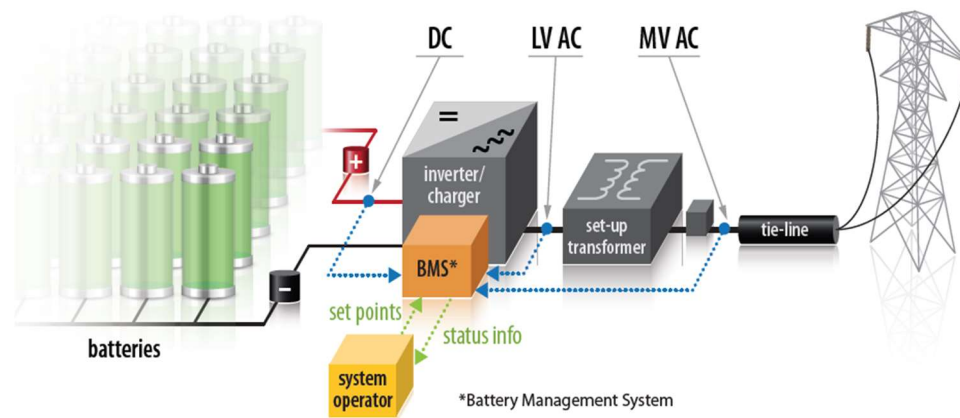 DC
LV AC
MV AC
=
+
inverter/
charger
set-up
transformer
tie-line
BMS*
-
set points
status info
batteries
system
operator
*Battery Management System